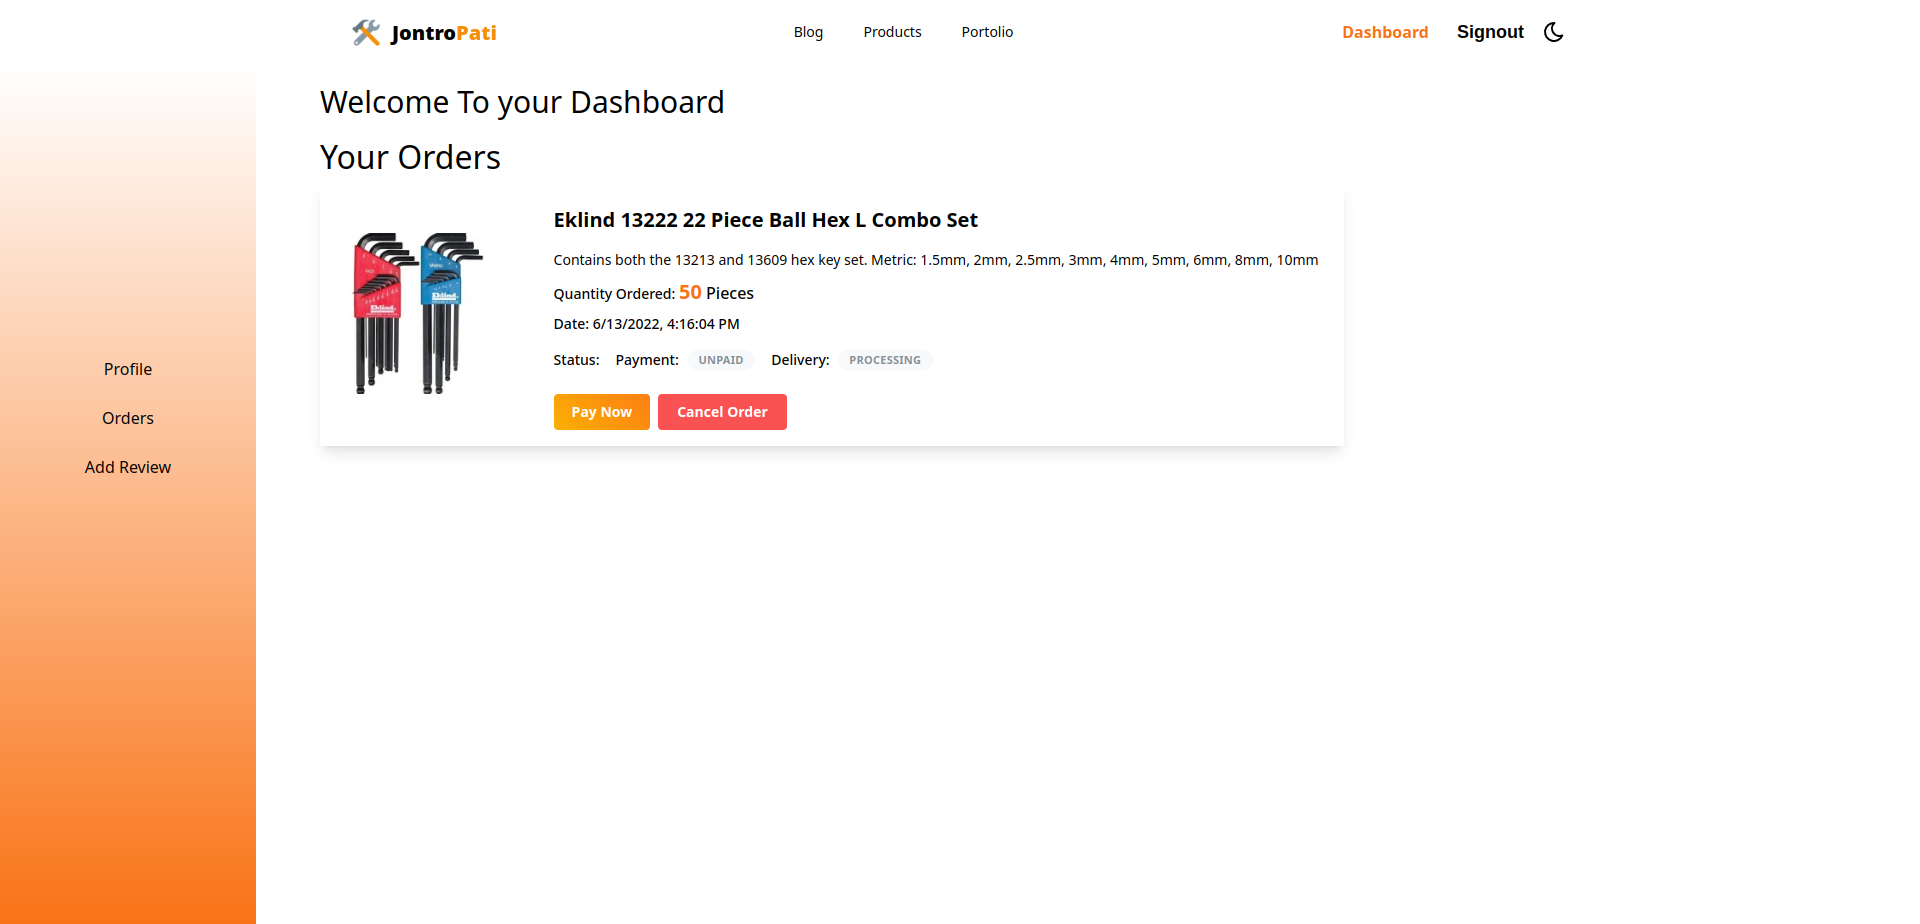 JontroPati
Blog Products Portolio
Dashboard Signout
Welcome To your Dashboard
Your Orders
Profile
Orders
Add Review
Eklind 13222 22 Piece Ball Hex L Combo Set
Contains both the 13213 and 13609 hex key set. Metric: 1.5mm, 2mm, 2.5mm, 3mm, 4mm, 5mm, 6mm, 8mm, 10mm
Quantity Ordered: 50 Pieces
Date: 6/13/2022, 4:16:04 PM
Status: Payment: UNPAID Delivery: PROCESSING
Pay Now Cancel Order
Eklind
Eklind